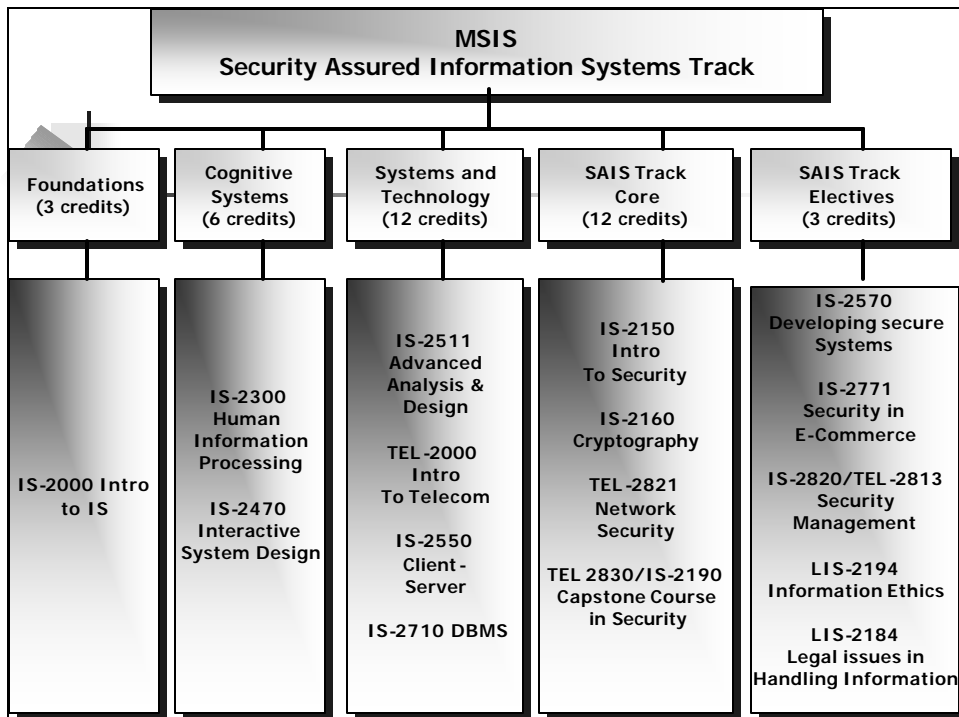 MSIS
Security Assured Information Systems Track
Foundations
(3 credits)
Cognitive
Systems
(6 credits)
Systems and
Technology
(12 credits)
SAIS Track
Core
(12 credits)
SAIS Track
Electives
(3 credits)
IS-2000 Intro
to IS
IS-2300
Human
Information
Processing
IS-2470
Interactive
System Design
IS-2511
Advanced
Analysis &
Design
TEL-2000
Intro
To Telecom
IS-2550
Client-
Server
IS-2710 DBMS
IS-2150
Intro
To Security
IS-2160
Cryptography
TEL-2821
Network
Security
TEL 2830/IS-2190
Capstone Course
in Security
IS-2570
Developing secure
Systems
IS-2771
Security in
E-Commerce
IS-2820/TEL-2813
Security
Management
LIS-2194
Information Ethics
LIS-2184
Legal issues in
Handling Information